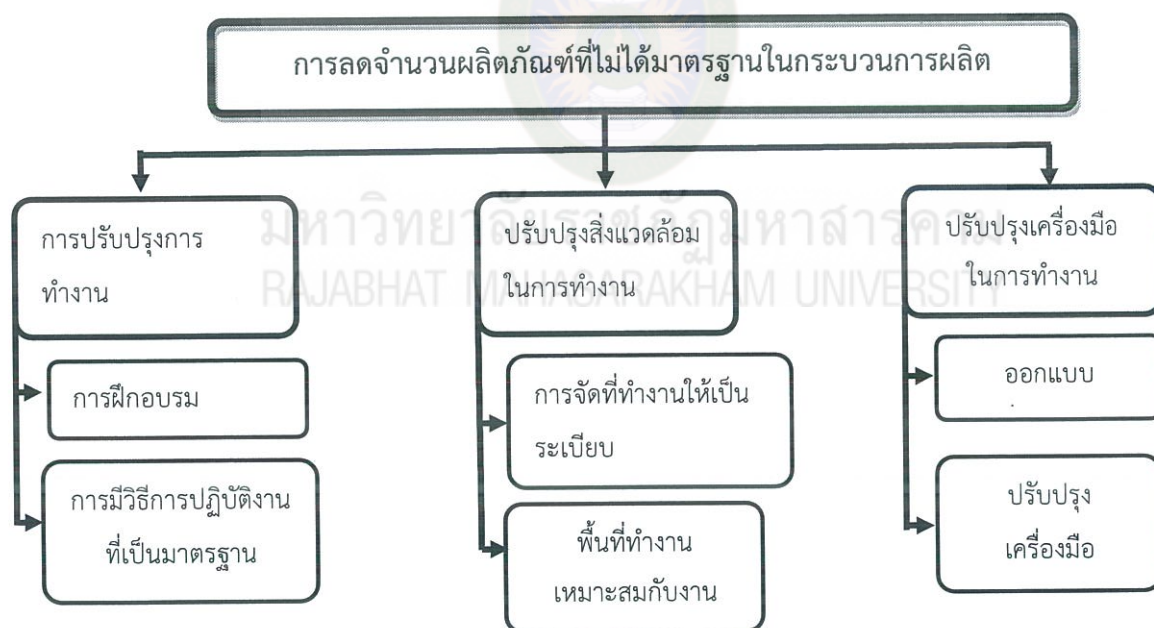 การลดจำนวนผลิตภัณฑ์ที่ไม่ได้มาตรฐานในกระบวนการผลิต
มหาวิทยาลัยราชภัฏมหาสารคาม
RAJABHAT MAHASARAKHAM UNIVERSITY
การปรับปรุงการ
ทำงาน
การฝึกอบรม
การมีวิธีการปฏิบัติงาน
ที่เป็นมาตรฐาน
ปรับปรุงสิ่งแวดล้อม
ในการทำงาน
การจัดที่ทำงานให้เป็น
ระเบียบ
พื้นที่ทำงาน
เหมาะสมกับงาน
ปรับปรุงเครื่องมือ
ในการทำงาน
ออกแบบ
ปรับปรุง
เครื่องมือ